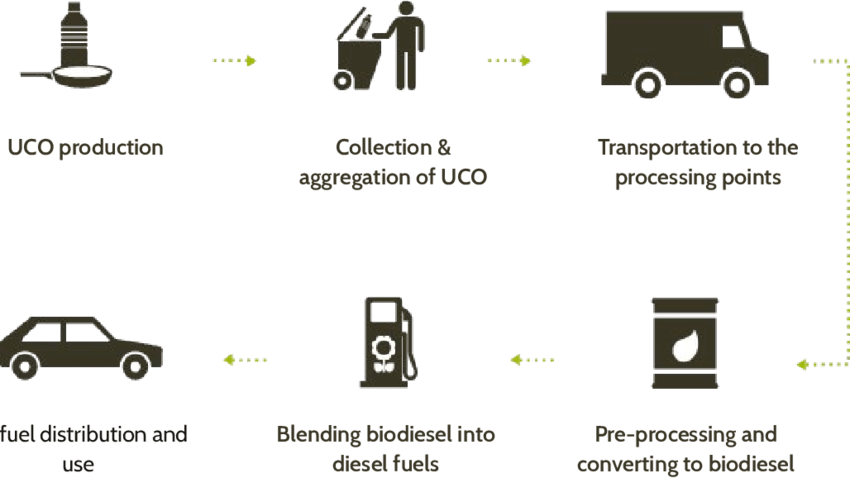 UCO production
Collection &
aggregation of UCO
Transportation to the
processing points
fuel distribution and
use
Blending biodiesel into
diesel fuels
Pre-processing and
converting to biodiesel